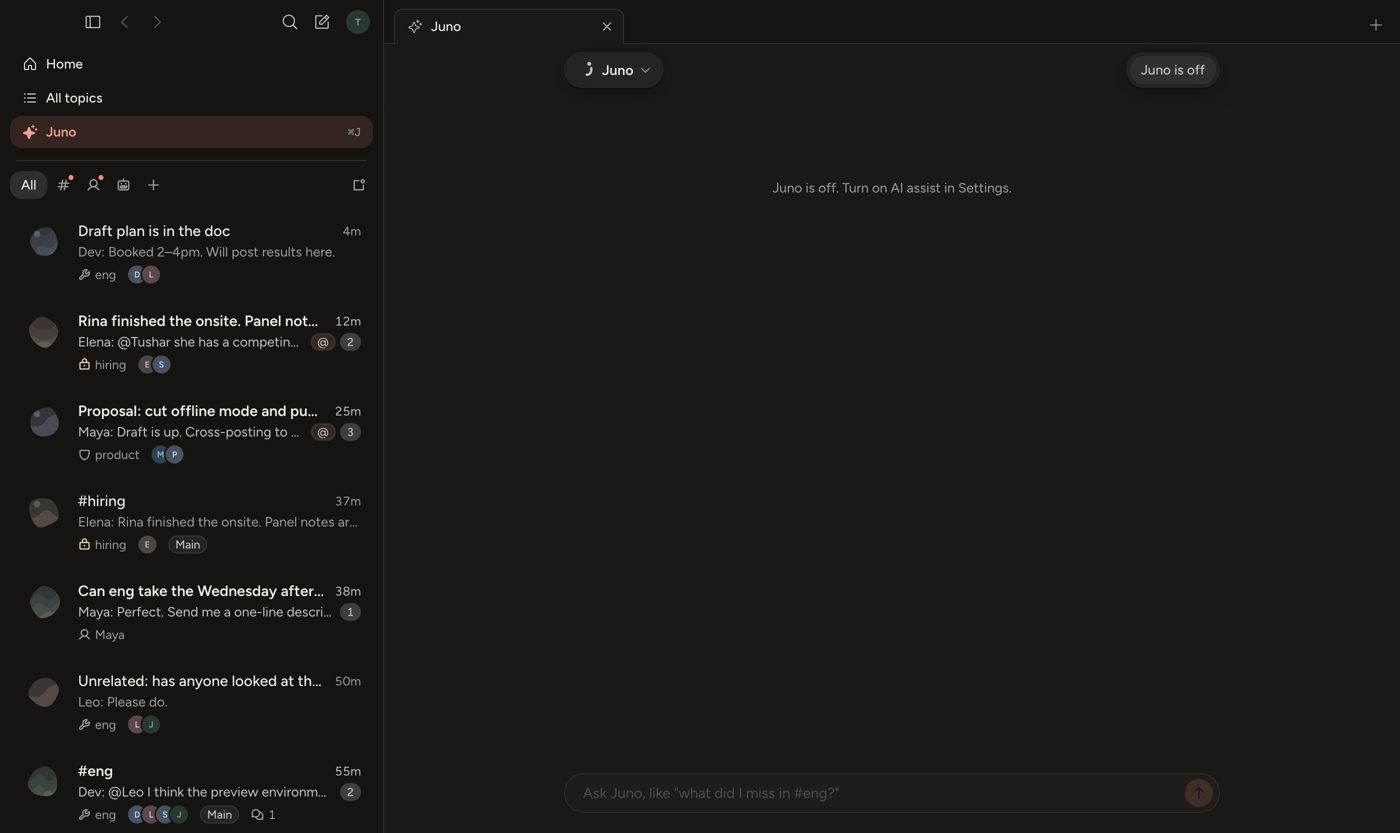 T
Juno
Home
All topics
Juno
⌘J
Juno
Juno is off
All
Juno is off. Turn on AI assist in Settings.
Draft plan is in the doc
4m
Dev: Booked 2–4pm. Will post results here.
eng
D
L
Rina finished the onsite. Panel not...
12m
Elena: @Tushar she has a competin...
@
2
hiring
E
S
Proposal: cut offline mode and pu...
25m
Maya: Draft is up. Cross-posting to ...
@
3
product
M
P
#hiring
37m
Elena: Rina finished the onsite. Panel notes ar...
hiring
E
Main
Can eng take the Wednesday after...
38m
Maya: Perfect. Send me a one-line descri...
1
Maya
Unrelated: has anyone looked at th...
50m
Leo: Please do.
eng
L
J
#eng
55m
Dev: @Leo I think the preview environm...
2
eng
D
L
S
J
Main
1
Ask Juno, like "what did I miss in #eng?"